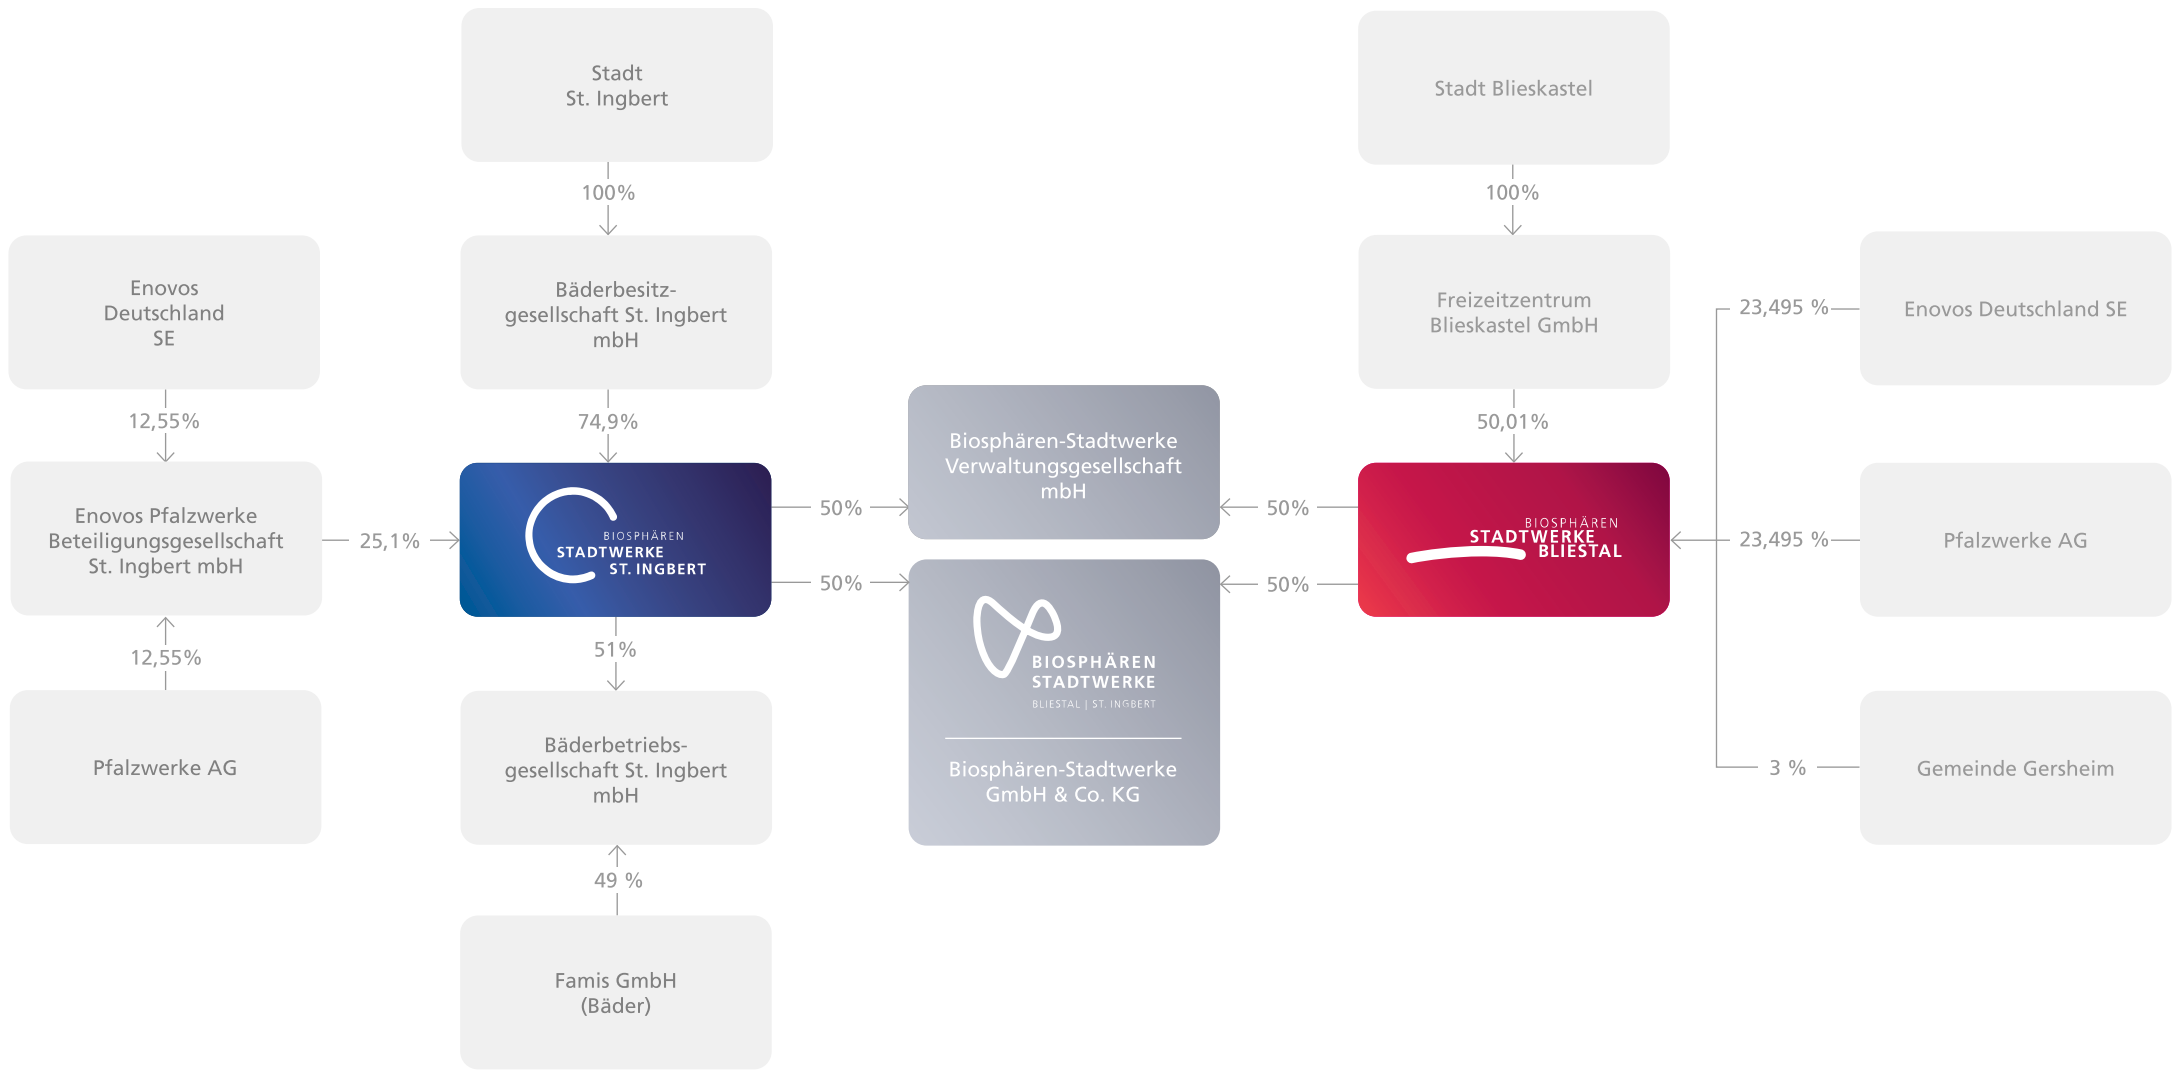 Stadt
St. Ingbert
100%
Bäderbesitz-
gesellschaft St. Ingbert
mbH
74,9%
Enovos
Deutschland
SE
12,55%
Enovos Pfalzwerke
Beteiligungsgesellschaft
St. Ingbert mbH
25,1%
12,55%
Pfalzwerke AG
BIOSPHÄREN
STADTWERKE
ST. INGBERT
51%
Bäderbetriebs-
gesellschaft St. Ingbert
mbH
49 %
Famis GmbH
(Bäder)
50%
50%
Biosphären-Stadtwerke
Verwaltungsgesellschaft
mbH
BIOSPHÄREN
STADTWERKE
BLIESTAL | ST. INGBERT
Biosphären-Stadtwerke
GmbH & Co. KG
50%
50%
Stadt Blieskastel
100%
Freizeitzentrum
Blieskastel GmbH
50,01%
BIOSPHÄREN
STADTWERKE
BLIESTAL
23,495 %
Enovos Deutschland SE
23,495 %
Pfalzwerke AG
3 %
Gemeinde Gersheim